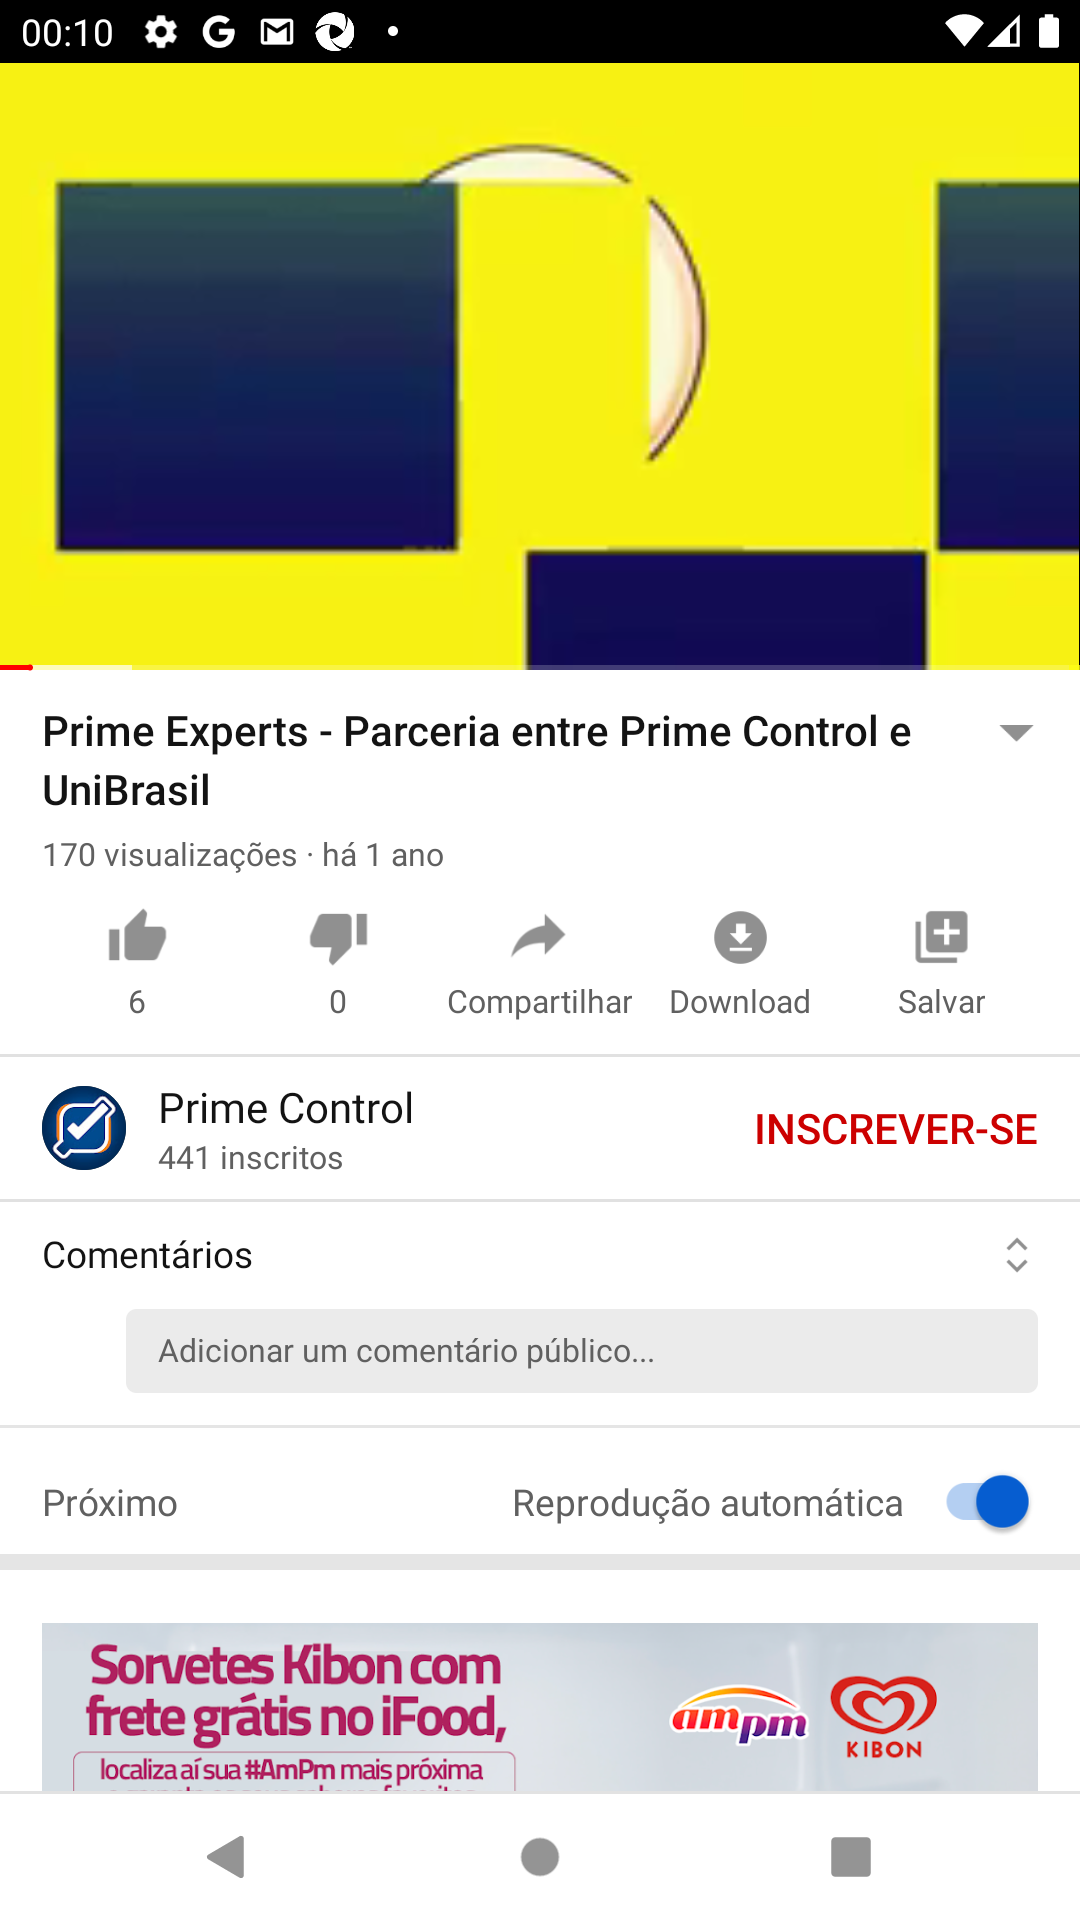 00:10
Prime Experts - Parceria entre Prime Control e
UniBrasil
170 visualizações · há 1 ano
6
0
Compartilhar
Download
Salvar
Prime Control
441 inscritos
INSCREVER-SE
Comentários
Adicionar um comentário público...
Próximo
Reprodução automática
Sorvetes Kibon com
frete grátis no iFood,
localiza aí sua #AmPm mais próxima
ampm
KIBON